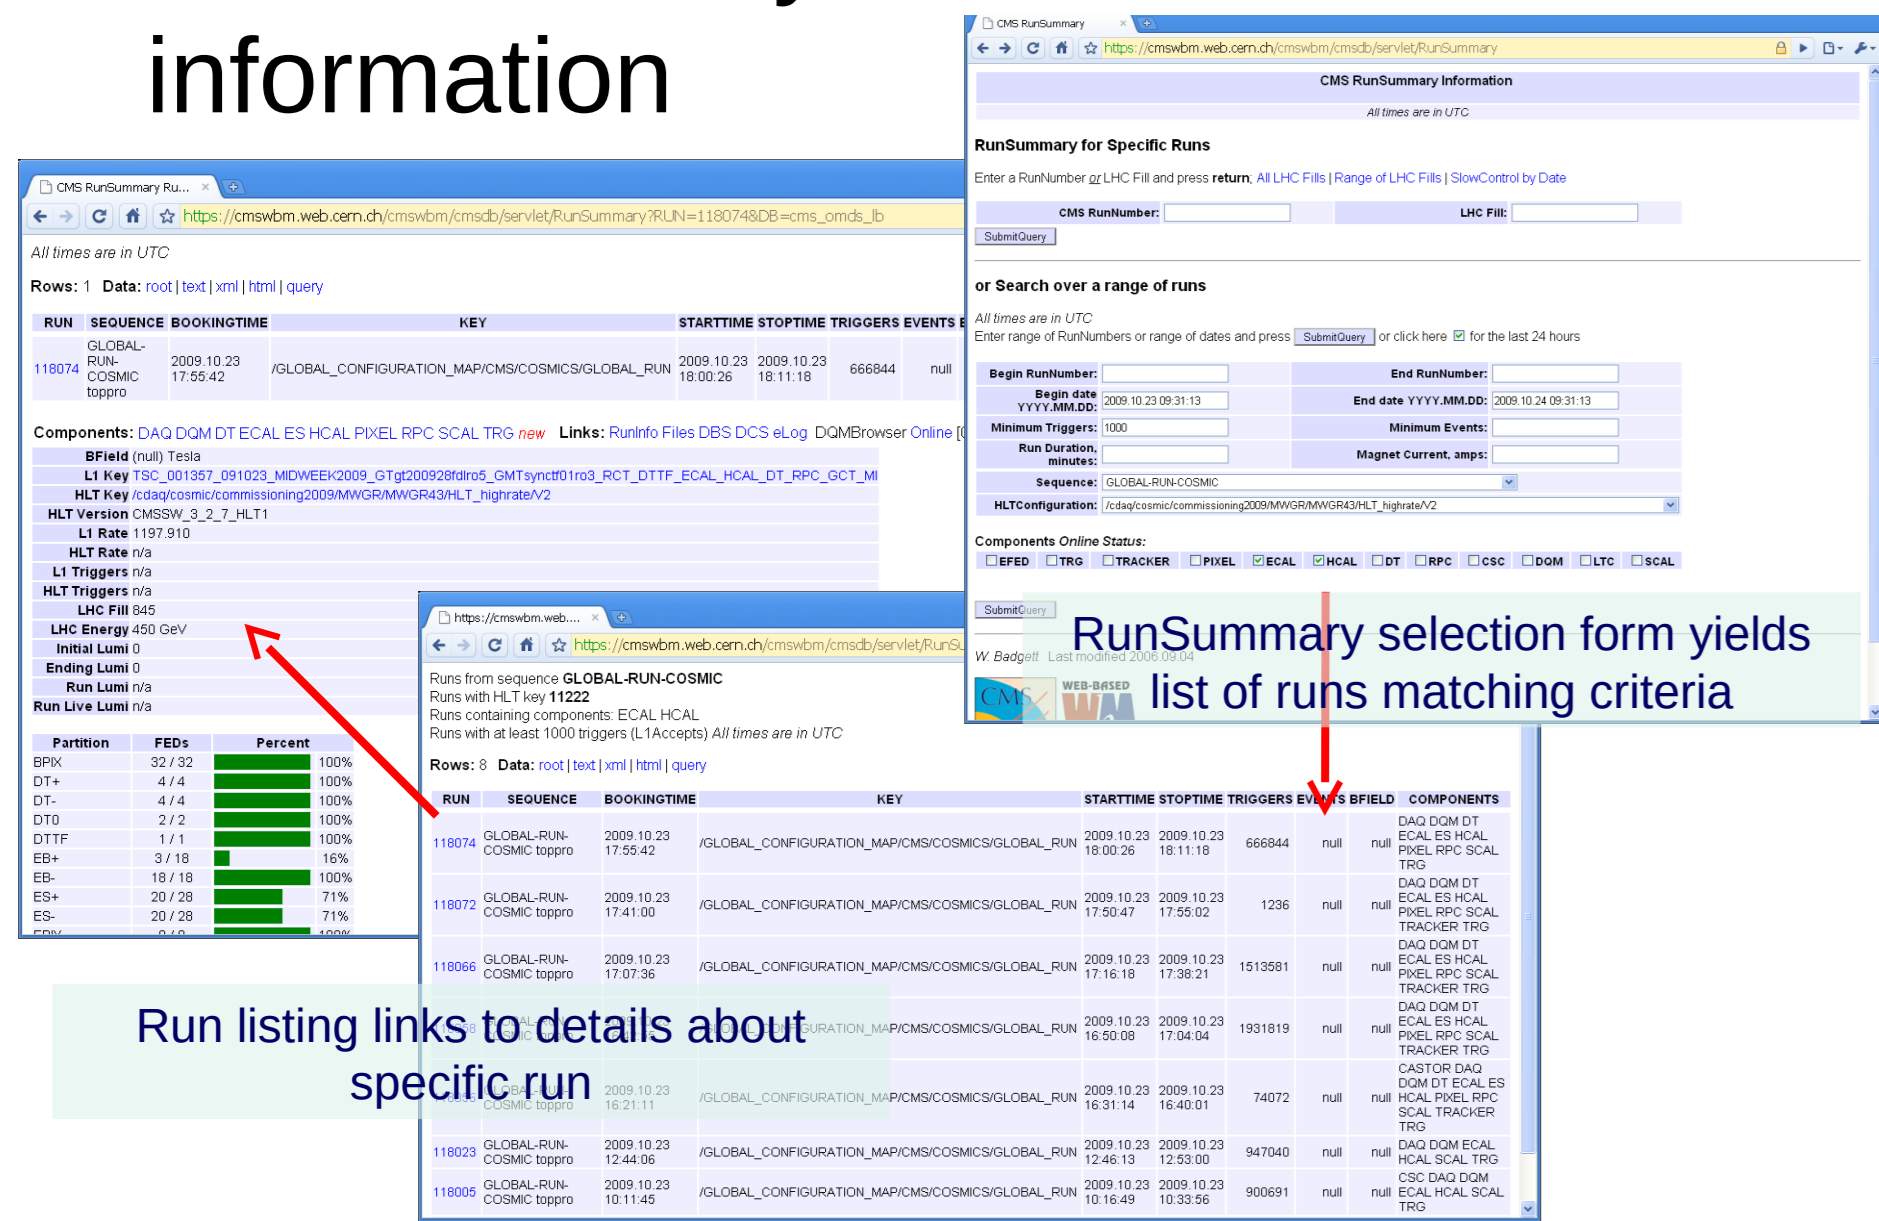 information
CMS RunSummary Ru...
https://cmswbm.web.cern.ch/cmswbm/cmsdb/servlet/RunSummary?RUN=118074&DB=cms_omds_lb
All times are in UTC
Rows: 1 Data: root | text | xml | html | query
RUN SEQUENCE BOOKINGTIME KEY STARTTIME STOPTIME TRIGGERS EVENTS
118074 GLOBAL-RUN-COSMIC toppro 2009.10.23 17:55:42 /GLOBAL_CONFIGURATION_MAP/CMS/COSMICS/GLOBAL_RUN 2009.10.23 18:00:26 2009.10.23 18:11:18 666844 null
Components: DAQ DQM DT ECAL ES HCAL PIXEL RPC SCAL TRG new Links: RunInfo Files DBS DCS eLog DQMBrowser Online
BField (null) Tesla
L1 Key TSC_001357_091023_MIDWEEK2009_GTgt200928fdlro5_GMTsynctf01ro3_RCT_DTTF_ECAL_HCAL_DT_RPC_GCT_MI
HLT Key /cdaq/cosmic/commissioning2009/MWGR/MWGR43/HLT_highrate/V2
HLT Version CMSSW_3_2_7_HLT1
L1 Rate 1197.910
HLT Rate n/a
L1 Triggers n/a
HLT Triggers n/a
LHC Fill 845
LHC Energy 450 GeV
Initial Lumi 0
Ending Lumi 0
Run Lumi n/a
Run Live Lumi n/a
Partition FEDs Percent
BPIX 32 / 32 100%
DT+ 4 / 4 100%
DT- 4 / 4 100%
DT0 2 / 2 100%
DTTF 1 / 1 100%
EB+ 3 / 18 16%
EB- 18 / 18 100%
ES+ 20 / 28 71%
ES- 20 / 28 71%
CMS RunSummary
https://cmswbm.web.cern.ch/cmswbm/cmsdb/servlet/RunSummary
CMS RunSummary Information
All times are in UTC
RunSummary for Specific Runs
Enter a RunNumber or LHC Fill and press return; All LHC Fills | Range of LHC Fills | SlowControl by Date
CMS RunNumber: LHC Fill:
SubmitQuery
or Search over a range of runs
All times are in UTC
Enter range of RunNumbers or range of dates and press SubmitQuery or click here for the last 24 hours
Begin RunNumber: End RunNumber:
Begin date YYYY.MM.DD: 2009.10.23 09:31:13 End date YYYY.MM.DD: 2009.10.24 09:31:13
Minimum Triggers: 1000 Minimum Events:
Run Duration, minutes: Magnet Current, amps:
Sequence: GLOBAL-RUN-COSMIC
HLTConfiguration: /cdaq/cosmic/commissioning2009/MWGR/MWGR43/HLT_highrate/V2
Components Online Status:
EFED TRG TRACKER PIXEL ECAL HCAL DT RPC CSC DQM LTC SCAL
SubmitQuery
W. Badgett Last modified 2006.09.04
CMS WEB-BASED WM
RunSummary selection form yields
list of runs matching criteria
https://cmswbm.web....
https://cmswbm.web.cern.ch/cmswbm/cmsdb/servlet/RunSu
Runs from sequence GLOBAL-RUN-COSMIC
Runs with HLT key 11222
Runs containing components: ECAL HCAL
Runs with at least 1000 triggers (L1Accepts) All times are in UTC
Rows: 8 Data: root | text | xml | html | query
RUN SEQUENCE BOOKINGTIME KEY STARTTIME STOPTIME TRIGGERS EVENTS BFIELD COMPONENTS
118074 GLOBAL-RUN-COSMIC toppro 2009.10.23 17:55:42 /GLOBAL_CONFIGURATION_MAP/CMS/COSMICS/GLOBAL_RUN 2009.10.23 18:00:26 2009.10.23 18:11:18 666844 null null DAQ DQM DT ECAL ES HCAL PIXEL RPC SCAL TRG
118072 GLOBAL-RUN-COSMIC toppro 2009.10.23 17:41:00 /GLOBAL_CONFIGURATION_MAP/CMS/COSMICS/GLOBAL_RUN 2009.10.23 17:50:47 2009.10.23 17:55:02 1236 null null DAQ DQM DT ECAL ES HCAL PIXEL RPC SCAL TRACKER TRG
118066 GLOBAL-RUN-COSMIC toppro 2009.10.23 17:07:36 /GLOBAL_CONFIGURATION_MAP/CMS/COSMICS/GLOBAL_RUN 2009.10.23 17:16:18 2009.10.23 17:38:21 1513581 null null DAQ DQM DT ECAL ES HCAL PIXEL RPC SCAL TRACKER TRG
GLOBAL-RUN-COSMIC toppro /GLOBAL_CONFIGURATION_MAP/CMS/COSMICS/GLOBAL_RUN 2009.10.23 16:50:08 2009.10.23 17:04:04 1931819 null null DAQ DQM DT ECAL ES HCAL PIXEL RPC SCAL TRACKER TRG
GLOBAL-RUN-COSMIC toppro 2009.10.23 16:21:11 /GLOBAL_CONFIGURATION_MAP/CMS/COSMICS/GLOBAL_RUN 2009.10.23 16:31:14 2009.10.23 16:40:01 74072 null null CASTOR DAQ DQM DT ECAL ES HCAL PIXEL RPC SCAL TRACKER TRG
118023 GLOBAL-RUN-COSMIC toppro 2009.10.23 12:44:06 /GLOBAL_CONFIGURATION_MAP/CMS/COSMICS/GLOBAL_RUN 2009.10.23 12:46:13 2009.10.23 12:53:00 947040 null null DAQ DQM ECAL HCAL SCAL TRG
118005 GLOBAL-RUN-COSMIC toppro 2009.10.23 10:11:45 /GLOBAL_CONFIGURATION_MAP/CMS/COSMICS/GLOBAL_RUN 2009.10.23 10:16:49 2009.10.23 10:33:56 900691 null null CSC DAQ DQM ECAL HCAL SCAL TRG
Run listing links to details about
specific run